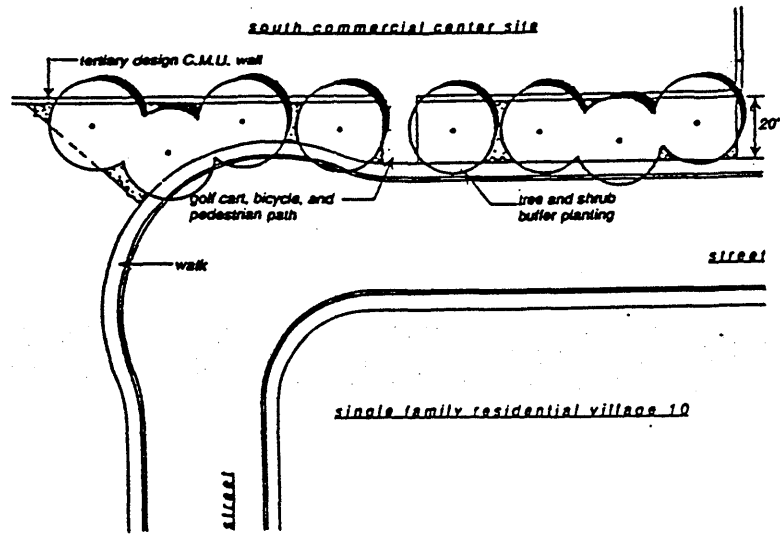 south commercial center site
tertiary design C.M.U. wall
20'
golf cart, bicycle, and
pedestrian path
tree and shrub
buffer planting
walk
street
single family residential village 10
street